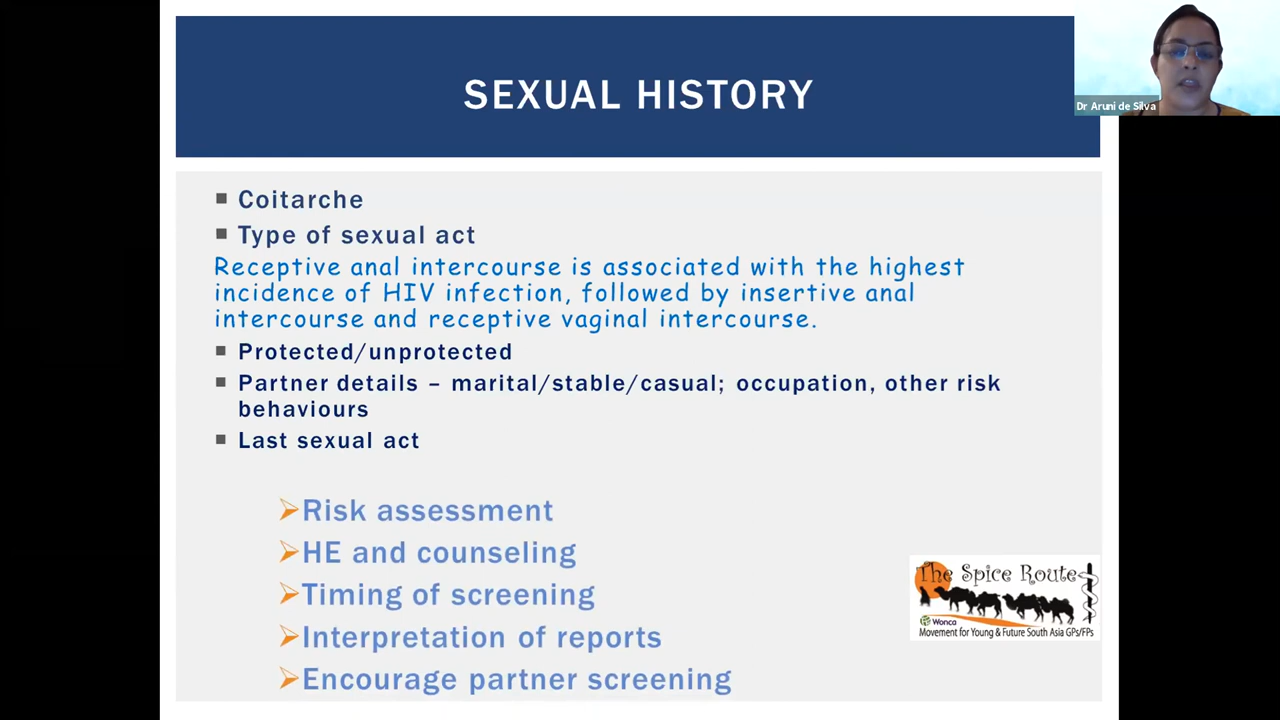 SEXUAL HISTORY
Dr Aruni de Silva
▪ Coitarche
▪ Type of sexual act
Receptive anal intercourse is associated with the highest
incidence of HIV infection, followed by insertive anal
intercourse and receptive vaginal intercourse.
▪ Protected/unprotected
▪ Partner details – marital/stable/casual; occupation, other risk
behaviours
▪ Last sexual act
➢Risk assessment
➢HE and counseling
➢Timing of screening
➢Interpretation of reports
➢Encourage partner screening
The Spice Route
Wonca
Movement for Young & Future South Asia GPs/FPs